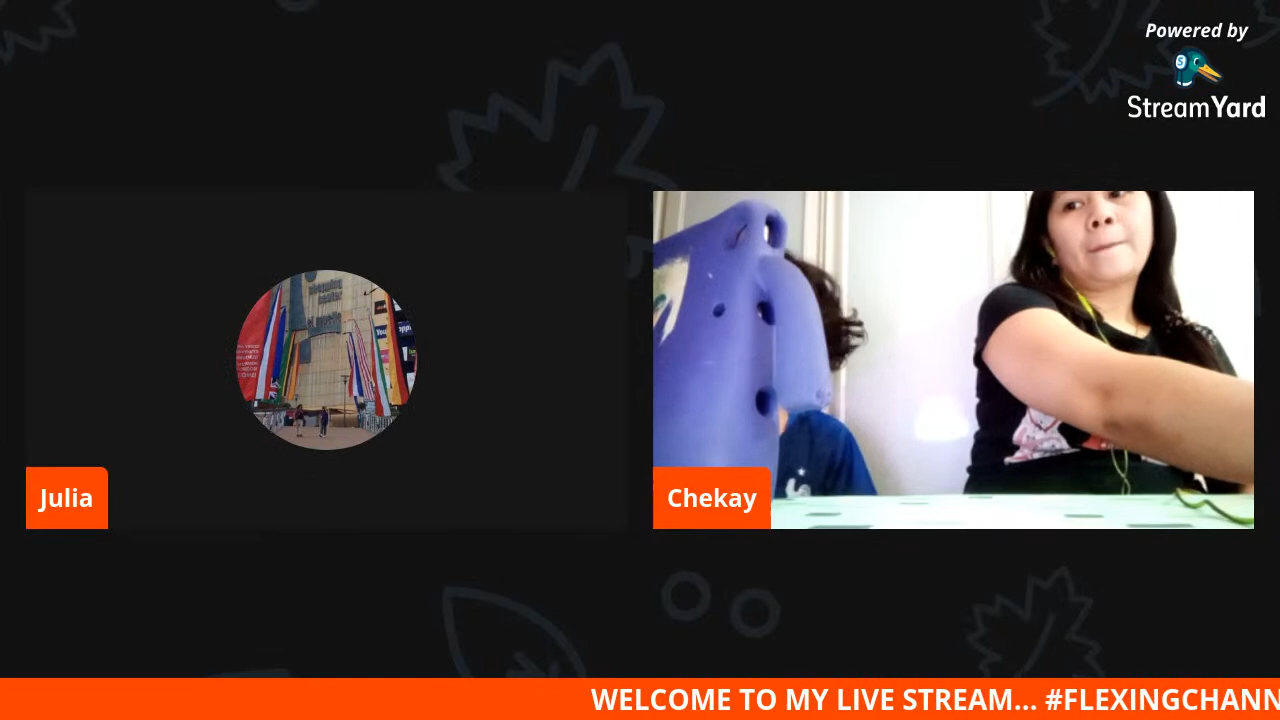 Powered by
StreamYard
Julia
Chekay
WELCOME TO MY LIVE STREAM... #FLEXINGCHANN